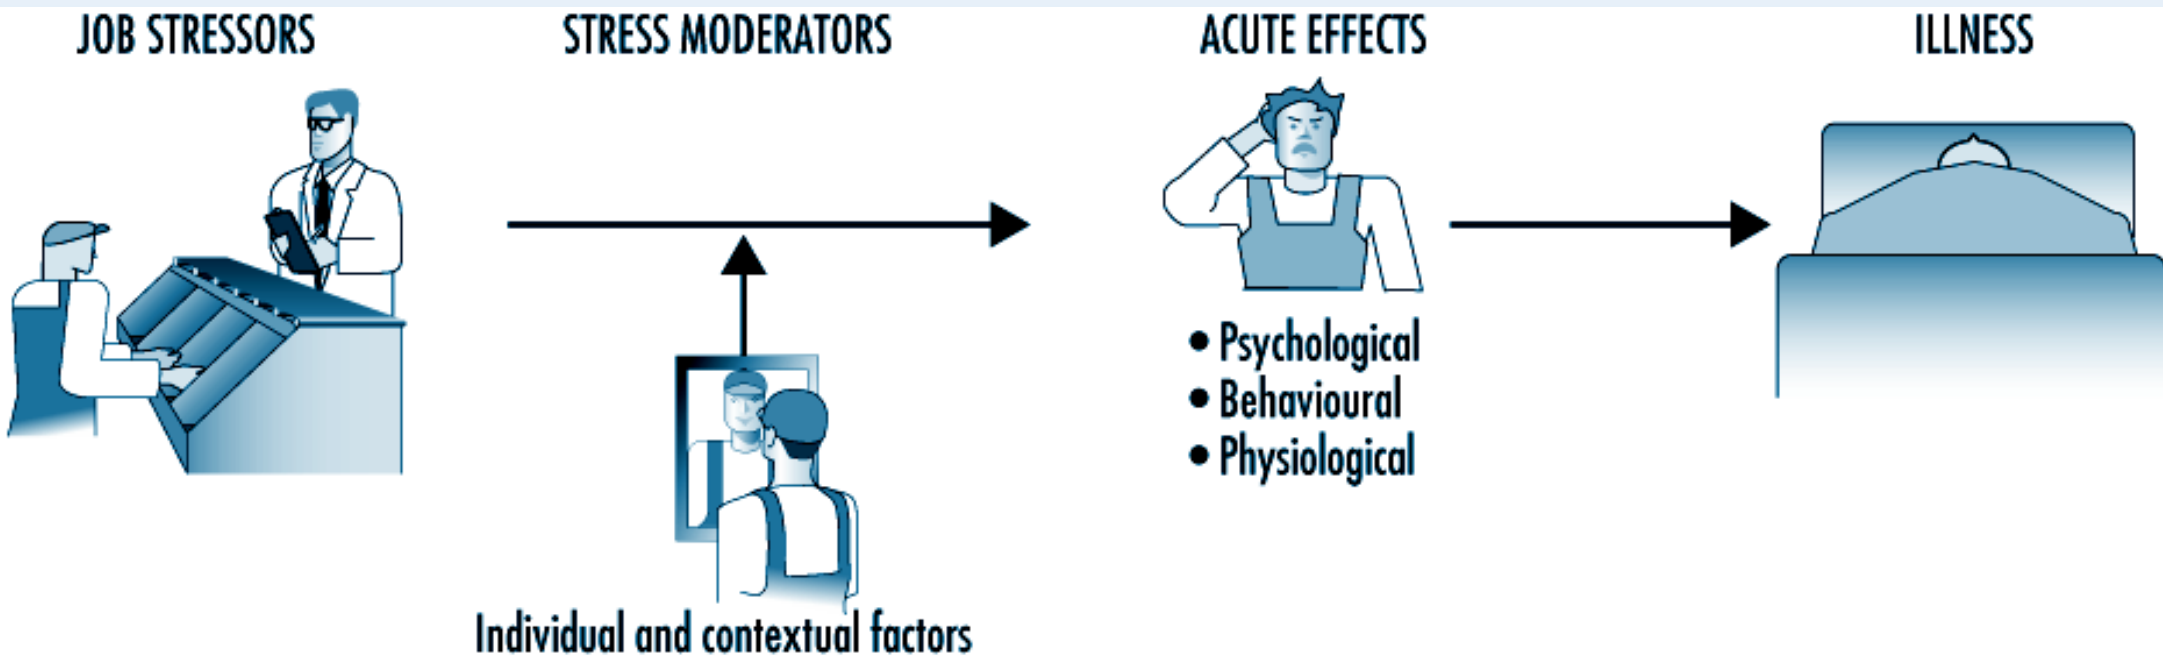 JOB STRESSORS
STRESS MODERATORS
ACUTE EFFECTS
ILLNESS
• Psychological
• Behavioural
• Physiological
Individual and contextual factors